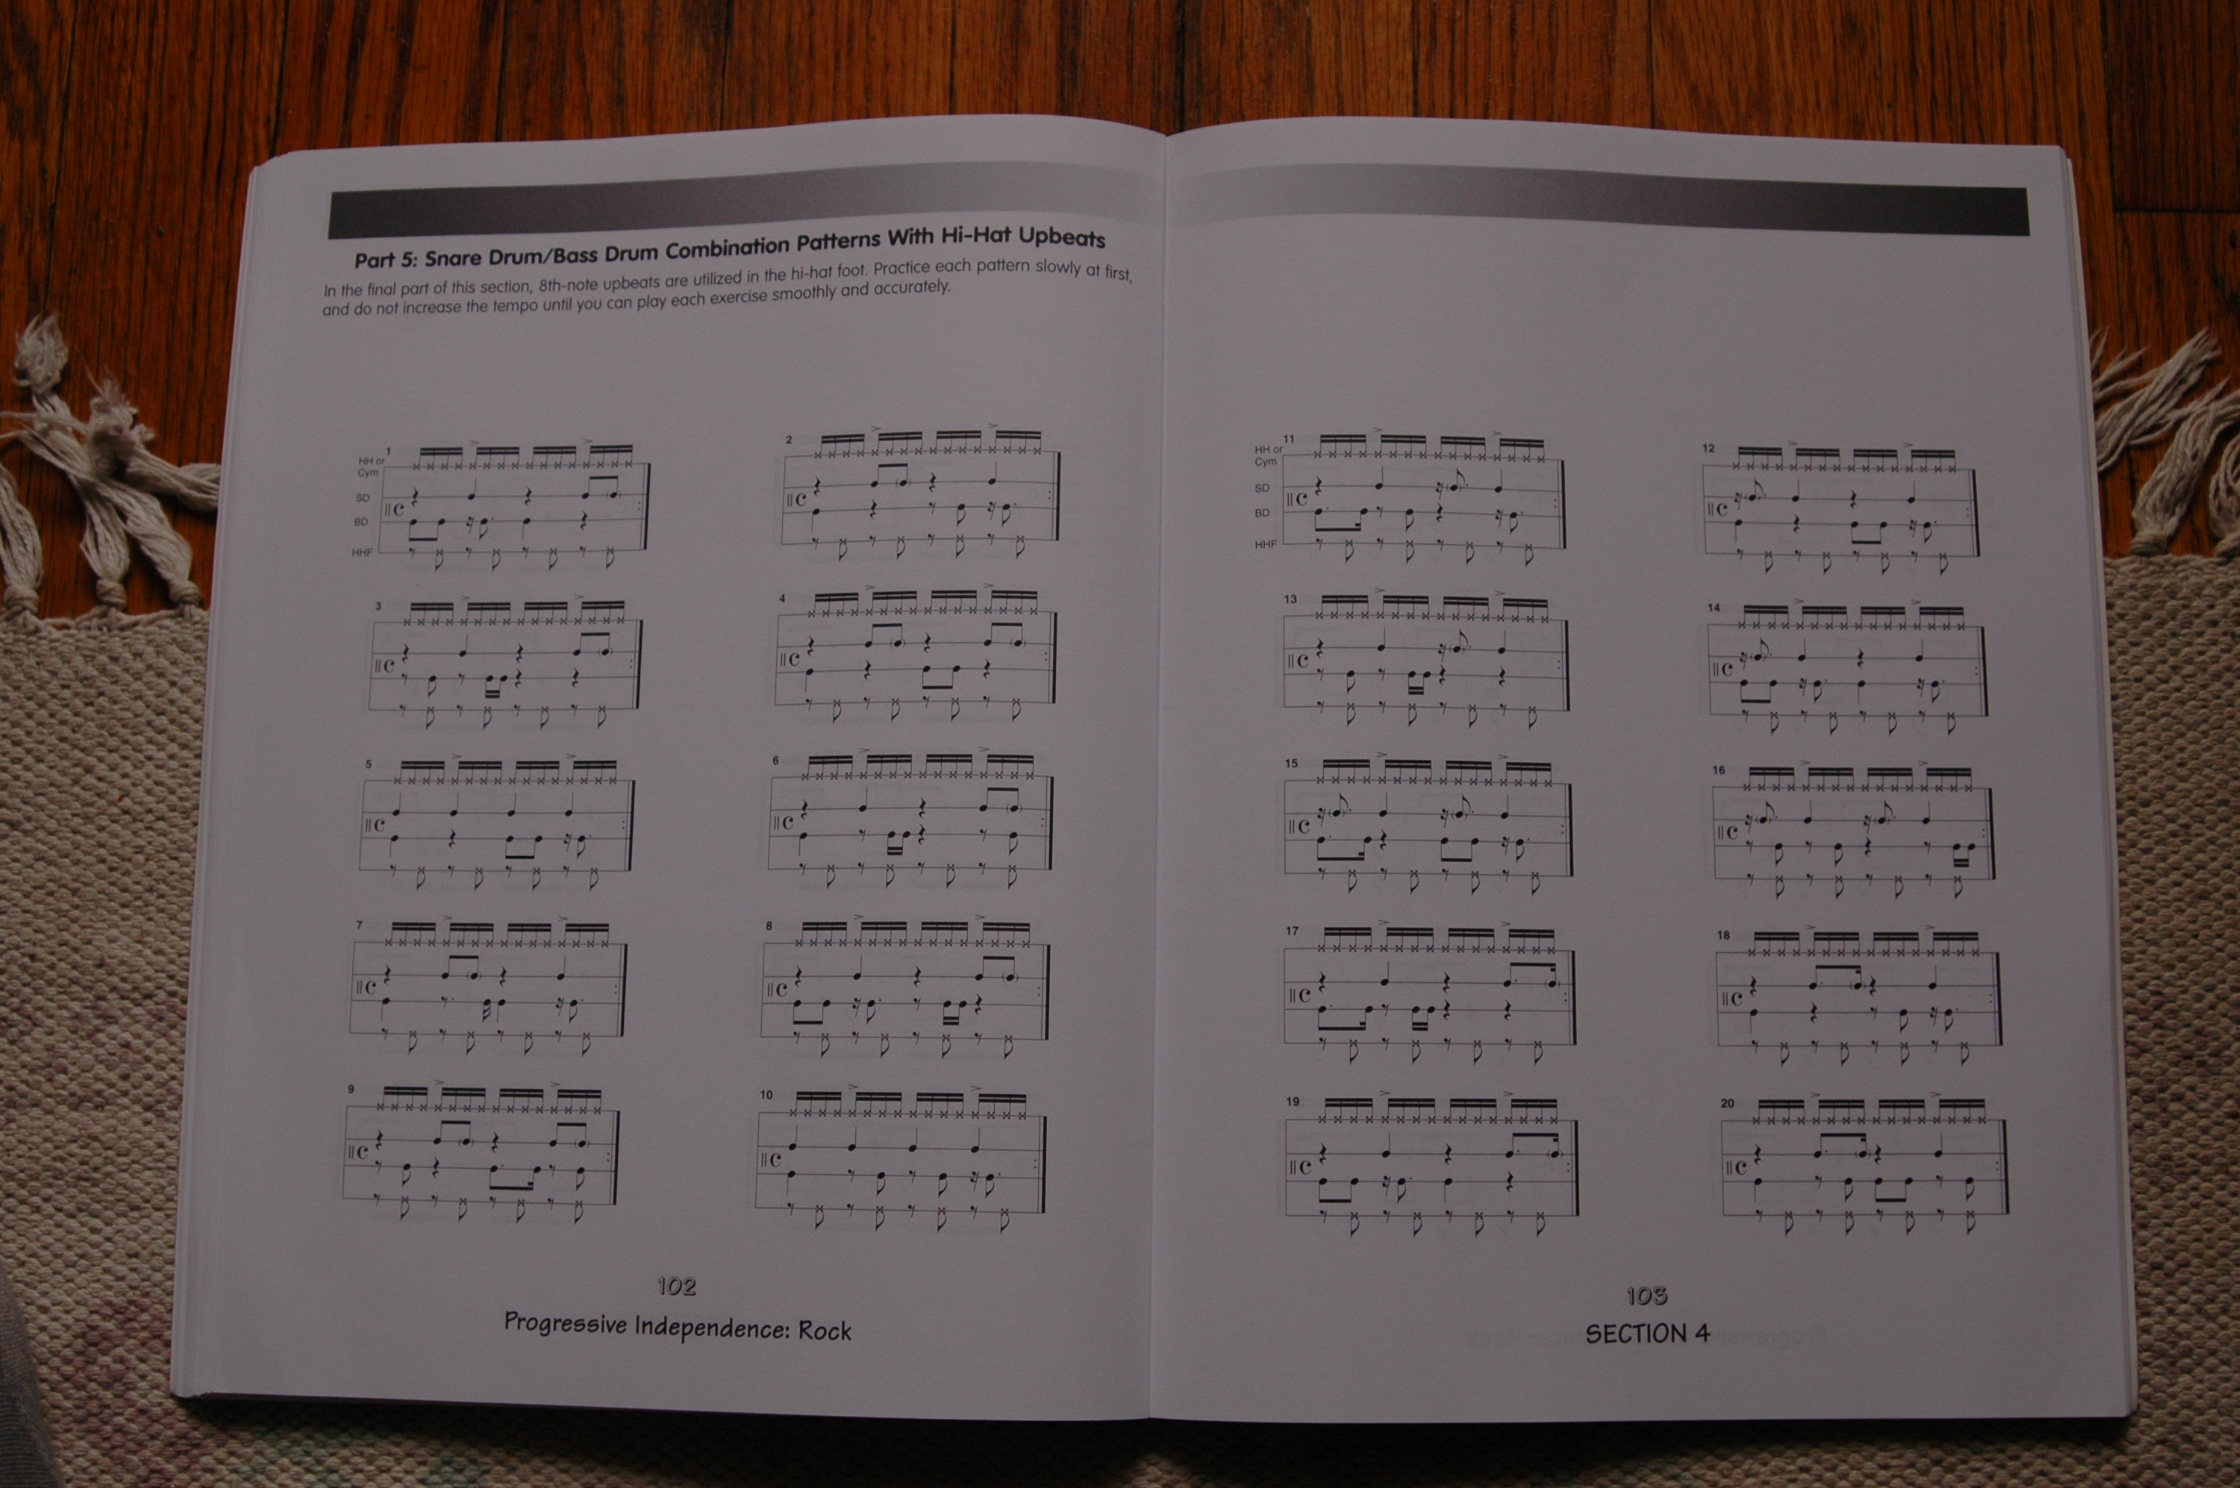 Part 5: Snare Drum/Bass Drum Combination Patterns With Hi-Hat Upbeats
In the final part of this section, 8th-note upbeats are utilized in the hi-hat foot. Practice each pattern slowly at first,
and do not increase the tempo until you can play each exercise smoothly and accurately.
1
2
HH or
Cym
SD
BD
HHF
3
4
5
6
7
8
9
10
102
Progressive Independence: Rock
11
12
HH or
Cym
SD
BD
HHF
13
14
15
16
17
18
19
20
103
SECTION 4